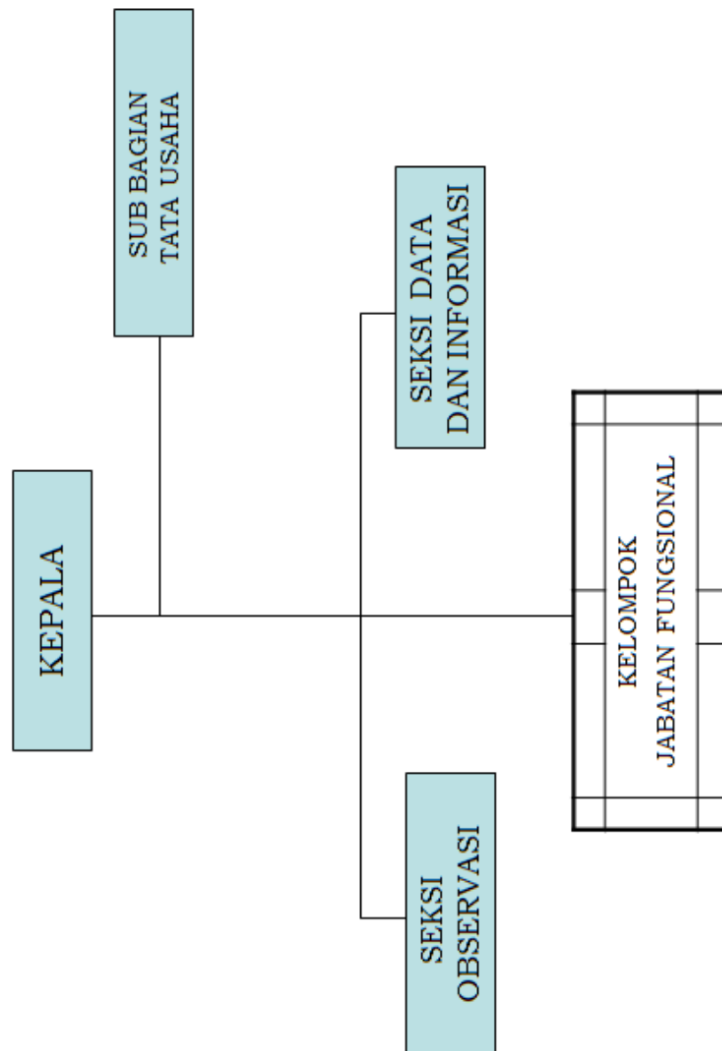 KEPALA
SUB BAGIAN
TATA USAHA
SEKSI
OBSERVASI
SEKSI DATA
DAN INFORMASI
KELOMPOK
JABATAN FUNGSIONAL